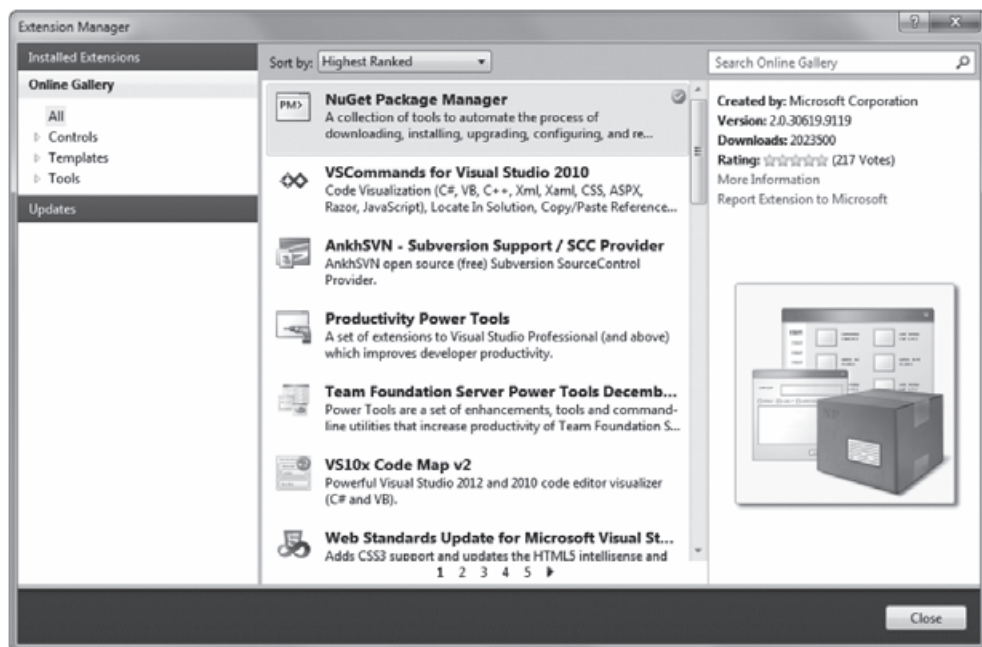 Extension Manager
Installed Extensions
Online Gallery
All
Controls
Templates
Tools
Updates
Sort by: Highest Ranked
PM>
NuGet Package Manager
A collection of tools to automate the process of
downloading, installing, upgrading, configuring, and re...
VSCommands for Visual Studio 2010
Code Visualization (C#, VB, C++, Xml, Xaml, CSS, ASPX,
Razor, JavaScript), Locate In Solution, Copy/Paste Reference...
AnkhSVN - Subversion Support / SCC Provider
AnkhSVN open source (free) Subversion SourceControl
Provider.
Productivity Power Tools
A set of extensions to Visual Studio Professional (and above)
which improves developer productivity.
Team Foundation Server Power Tools Decemb...
Power Tools are a set of enhancements, tools and command-
line utilities that increase productivity of Team Foundation S...
VS10x Code Map v2
Powerful Visual Studio 2012 and 2010 code editor visualizer
(C# and VB).
Web Standards Update for Microsoft Visual St...
Adds CSS3 support and updates the HTML5 intellisense and
1 2 3 4 5
Search Online Gallery
Created by: Microsoft Corporation
Version: 2.0.30619.9119
Downloads: 2023500
Rating: (217 Votes)
More Information
Report Extension to Microsoft
Close